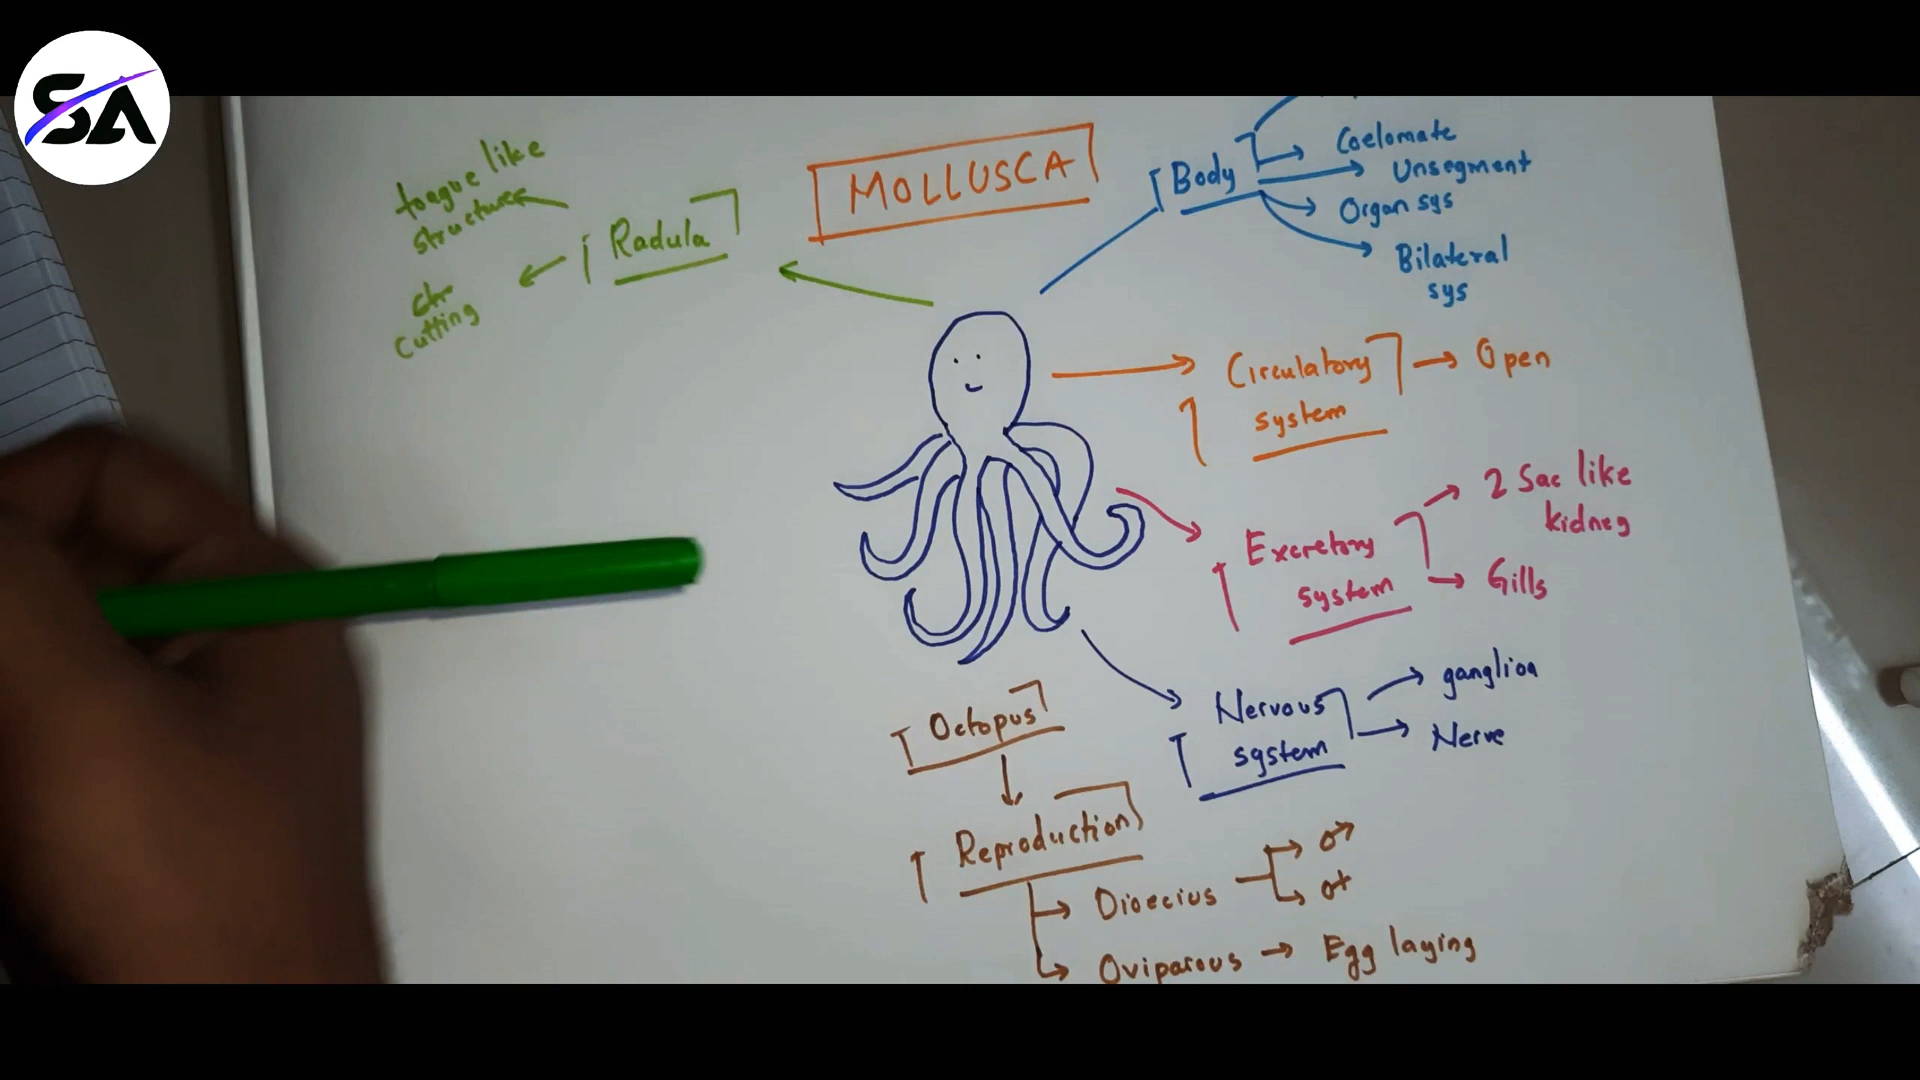 SA
MOLLUSCA
tongue like
structure
Radula
cutting
Body
Coelomate
Unsegment
Organ sys
Bilateral
sys
Circulatory
system
Open
Excretory
system
2 Sac like
kidney
Gills
Nervous
system
ganglion
Nerve
Octopus
Reproduction
Dioecius
♂
♀
Oviparous → Egg laying